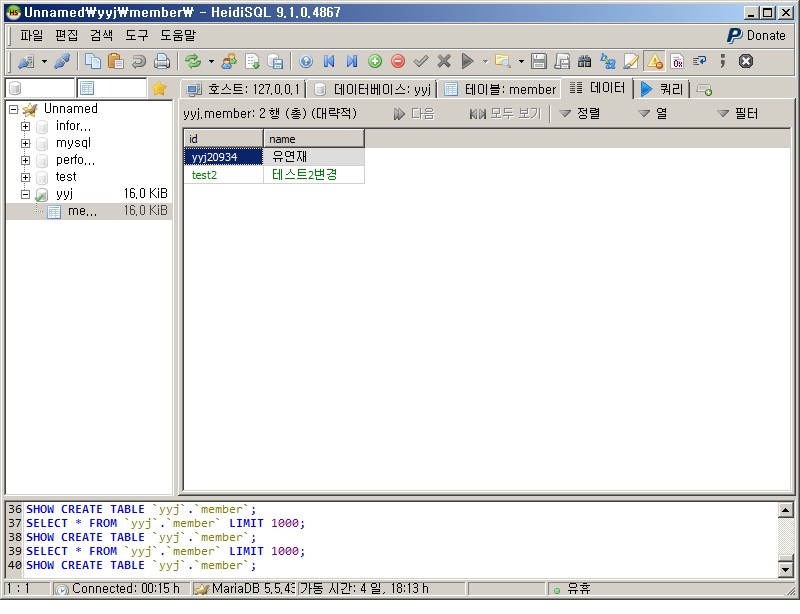 Unnamed₩yyj₩member₩ - HeidiSQL 9.1.0.4867
파일 편집 검색 도구 도움말 Donate
호스트: 127.0.0.1 데이터베이스: yyj 테이블: member 데이터 쿼리
yyj.member: 2 행 (총) (대략적) 다음 모두 보기 정렬 열 필터
Unnamed
infor...
mysql
perfo...
test
yyj 16.0 KiB
me... 16.0 KiB
id name
yyj20934 유연재
test2 테스트2변경
36 SHOW CREATE TABLE `yyj`.`member`;
37 SELECT * FROM `yyj`.`member` LIMIT 1000;
38 SHOW CREATE TABLE `yyj`.`member`;
39 SELECT * FROM `yyj`.`member` LIMIT 1000;
40 SHOW CREATE TABLE `yyj`.`member`;
1 : 1 Connected: 00:15 h MariaDB 5.5.43 가동 시간: 4 일, 18:13 h 유휴